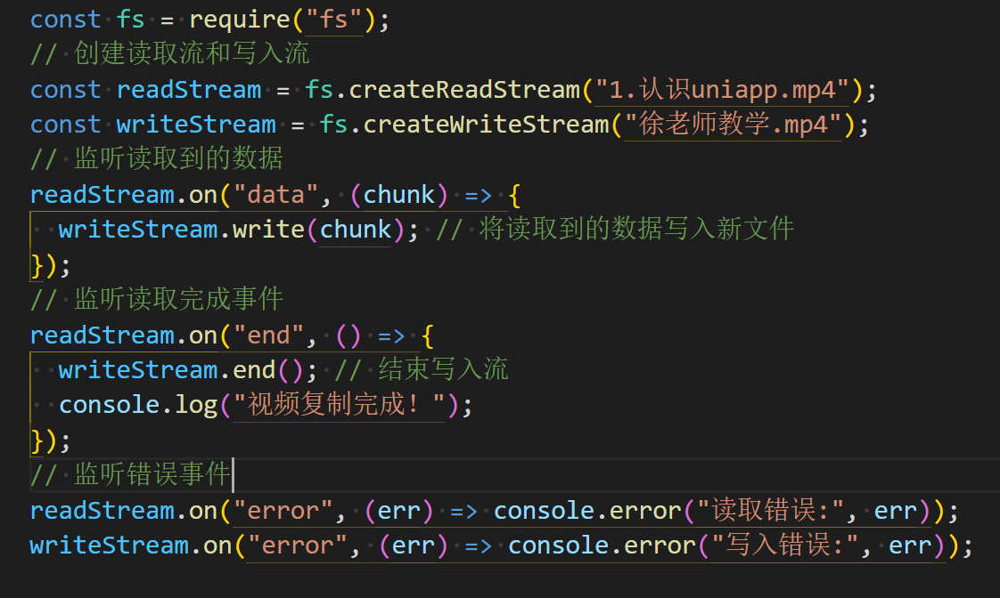 const fs = require("fs");
// 创建读取流和写入流
const readStream = fs.createReadStream("1.认识uniapp.mp4");
const writeStream = fs.createWriteStream("徐老师教学.mp4");
// 监听读取到的数据
readStream.on("data", (chunk) => {
  writeStream.write(chunk); // 将读取到的数据写入新文件
});
// 监听读取完成事件
readStream.on("end", () => {
  writeStream.end(); // 结束写入流
  console.log("视频复制完成！");
});
// 监听错误事件
readStream.on("error", (err) => console.error("读取错误:", err));
writeStream.on("error", (err) => console.error("写入错误:", err));